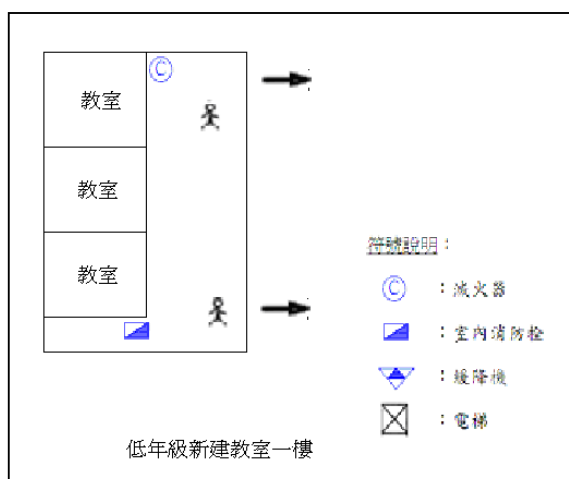 Ⓒ
教室
教室
教室
符號說明：
Ⓒ ：滅火器
：室內消防栓
：緩降機
：電梯
低年級新建教室一樓